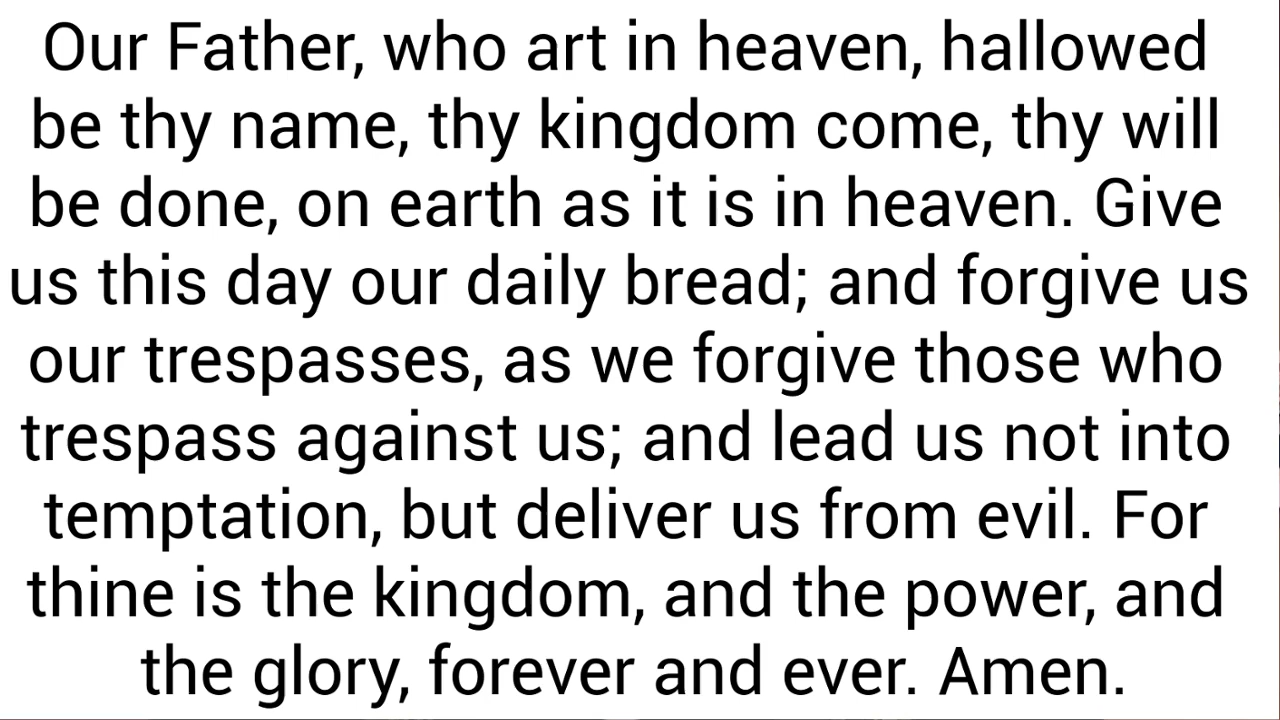 Our Father, who art in heaven, hallowed
be thy name, thy kingdom come, thy will
be done, on earth as it is in heaven. Give
us this day our daily bread; and forgive us
our trespasses, as we forgive those who
trespass against us; and lead us not into
temptation, but deliver us from evil. For
thine is the kingdom, and the power, and
the glory, forever and ever. Amen.